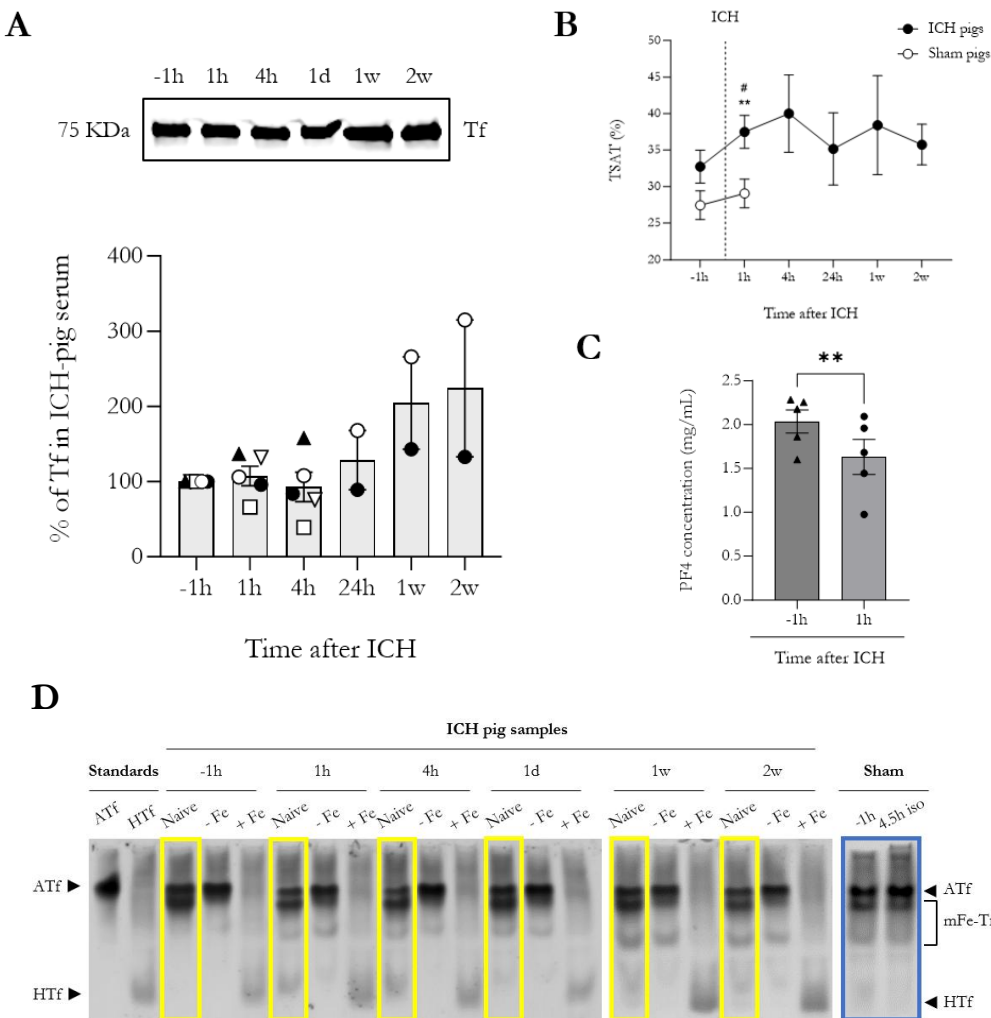 A
-1h 1h 4h 1d 1w 2w
75 KDa
Tf
% of Tf in ICH-pig serum
400
300
200
100
0
-1h 1h 4h 24h 1w 2w
Time after ICH
B
ICH
ICH pigs
Sham pigs
TSAT (%)
50
45
40
35
30
25
20
#
**
-1h 1h 4h 24h 1w 2w
Time after ICH
C
**
PF4 concentration (mg/mL)
2.5
2.0
1.5
1.0
0.5
0.0
-1h 1h
Time after ICH
D
ICH pig samples
Standards -1h 1h 4h 1d 1w 2w Sham
ATf HTf Naive - Fe + Fe Naive - Fe + Fe Naive - Fe + Fe Naive - Fe + Fe Naive - Fe + Fe Naive - Fe + Fe -1h 4.5h iso
ATf
HTf
ATf
mFe-Tf
HTf